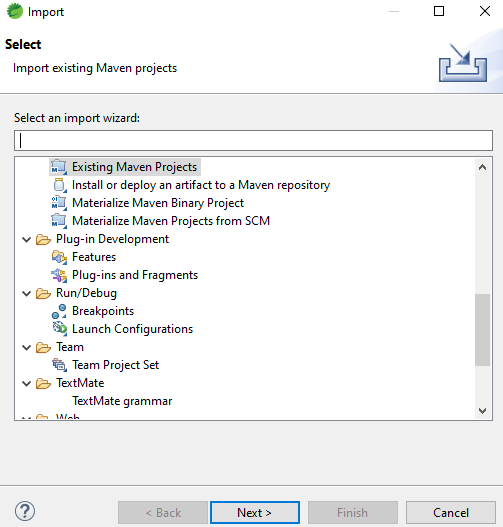 Import
Select
Import existing Maven projects
Select an import wizard:
Existing Maven Projects
Install or deploy an artifact to a Maven repository
Materialize Maven Binary Project
Materialize Maven Projects from SCM
Plug-in Development
Features
Plug-ins and Fragments
Run/Debug
Breakpoints
Launch Configurations
Team
Team Project Set
TextMate
TextMate grammar
Web
? < Back Next > Finish Cancel